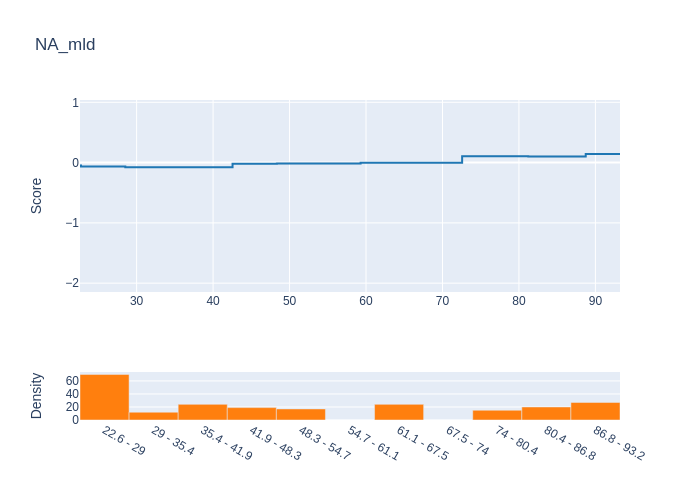 NA_mld
Score
1
0
−1
−2
30 40 50 60 70 80 90
Density
60
40
20
0
22.6 - 29
29 - 35.4
35.4 - 41.9
41.9 - 48.3
48.3 - 54.7
54.7 - 61.1
61.1 - 67.5
67.5 - 74
74 - 80.4
80.4 - 86.8
86.8 - 93.2